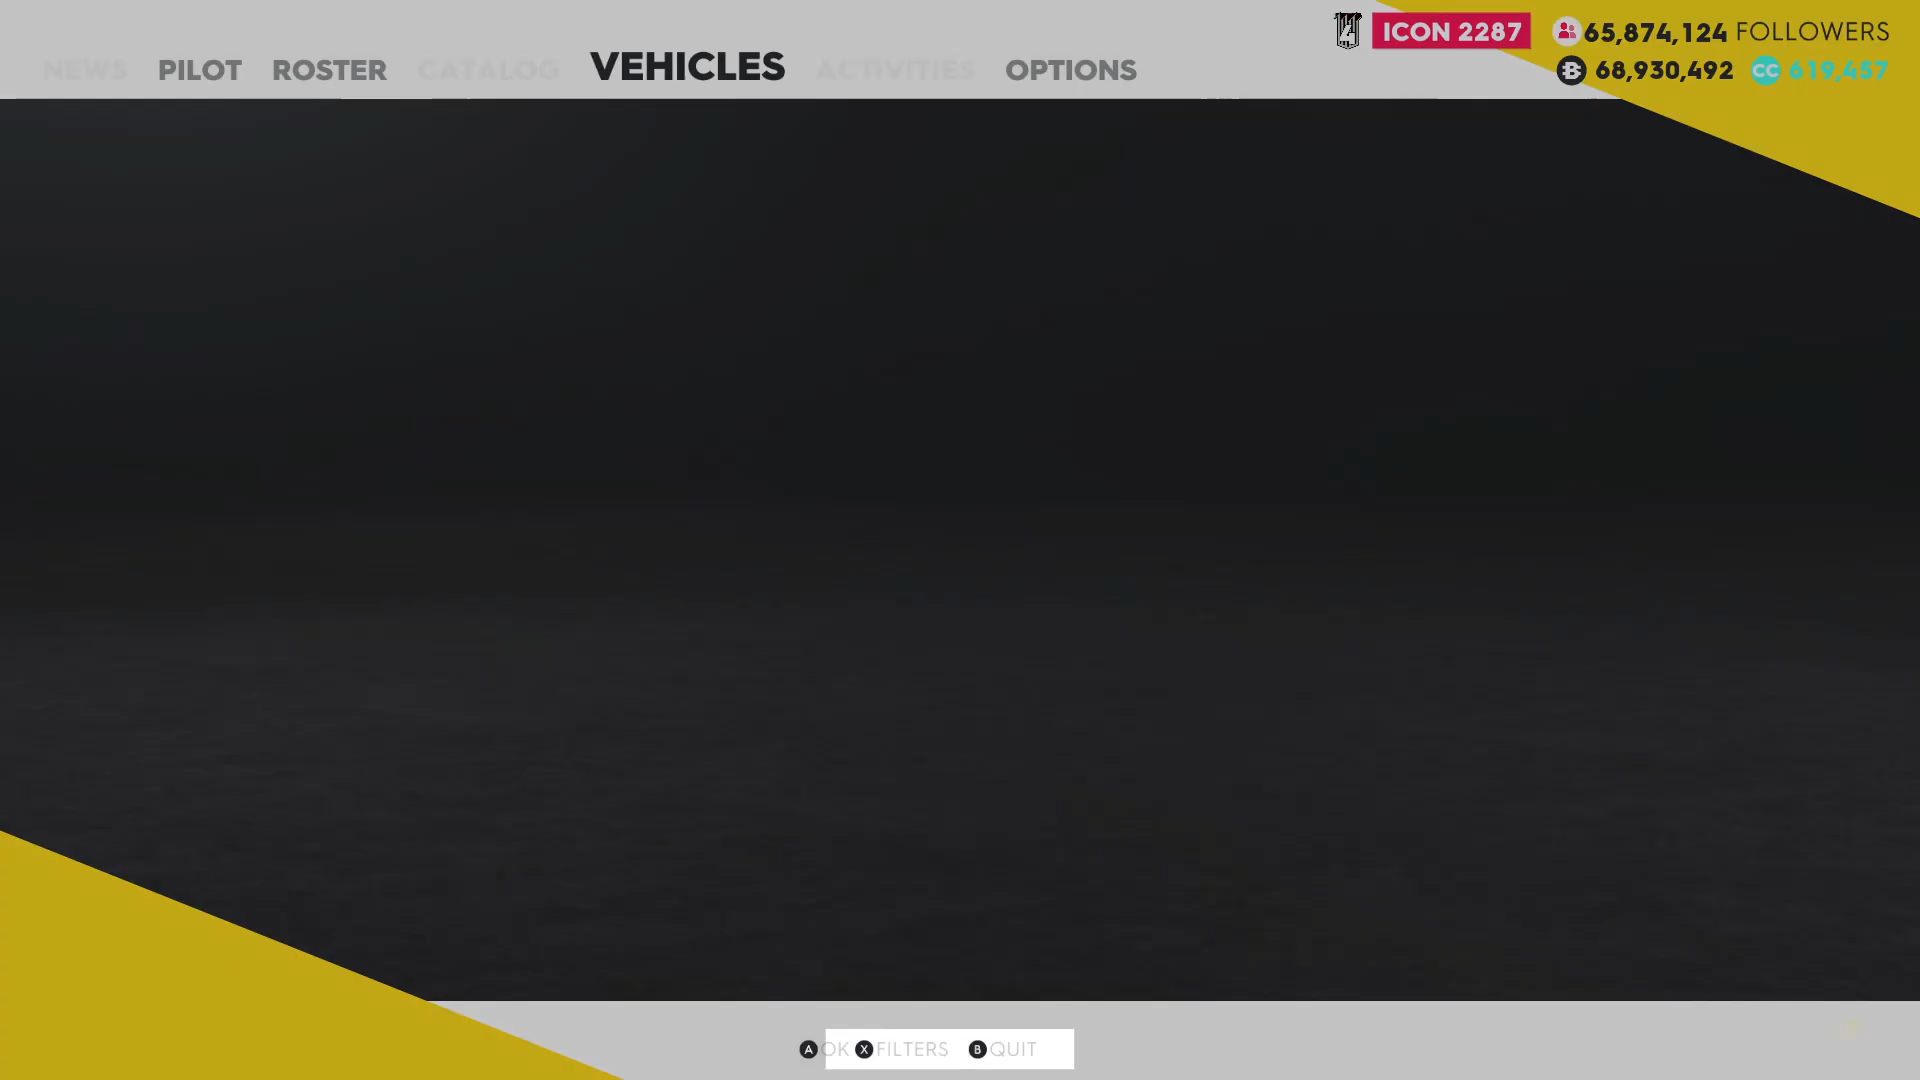 ICON 2287 65,874,124 FOLLOWERS
NEWS PILOT ROSTER CATALOG VEHICLES ACTIVITIES OPTIONS
68,930,492 CC 619,457
A OK X FILTERS B QUIT